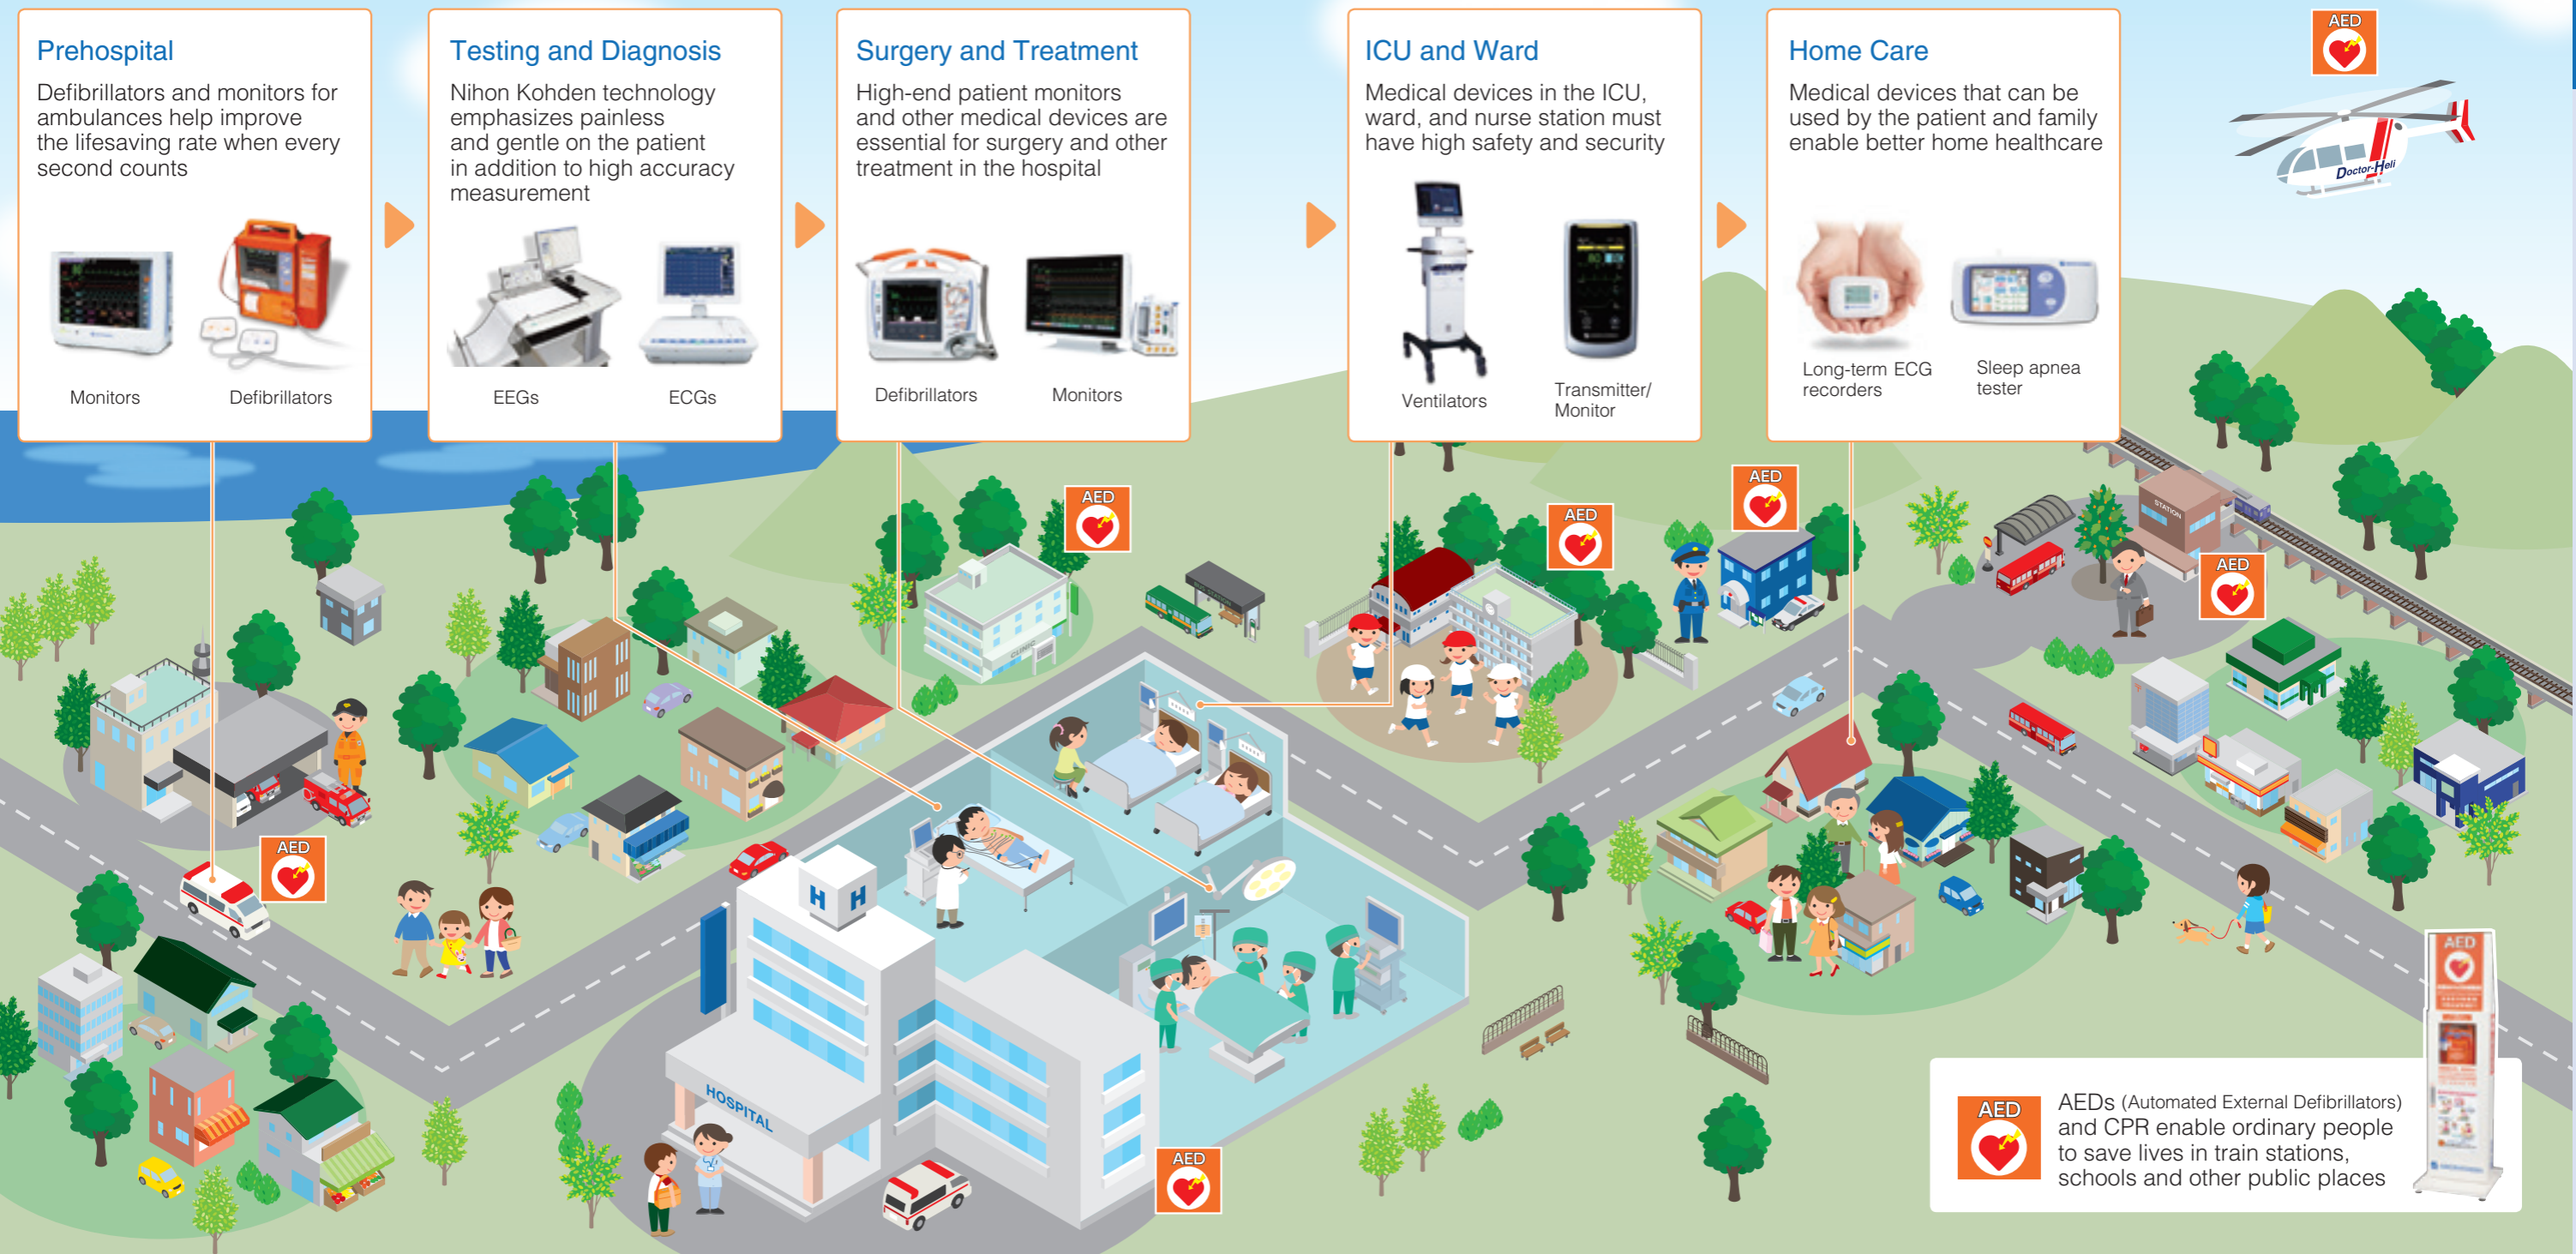 Prehospital
Defibrillators and monitors for
ambulances help improve
the lifesaving rate when every
second counts
Monitors
Defibrillators
Testing and Diagnosis
Nihon Kohden technology
emphasizes painless
and gentle on the patient
in addition to high accuracy
measurement
EEGs
ECGs
Surgery and Treatment
High-end patient monitors
and other medical devices are
essential for surgery and other
treatment in the hospital
Defibrillators
Monitors
ICU and Ward
Medical devices in the ICU,
ward, and nurse station must
have high safety and security
Ventilators
Transmitter/
Monitor
Home Care
Medical devices that can be
used by the patient and family
enable better home healthcare
Long-term ECG
recorders
Sleep apnea
tester
AED
Doctor-Heli
AED
AED
AED
STATION
AED
CLINIC
AED
H H
HOSPITAL
AED
AED
AED
AEDs (Automated External Defibrillators)
and CPR enable ordinary people
to save lives in train stations,
schools and other public places